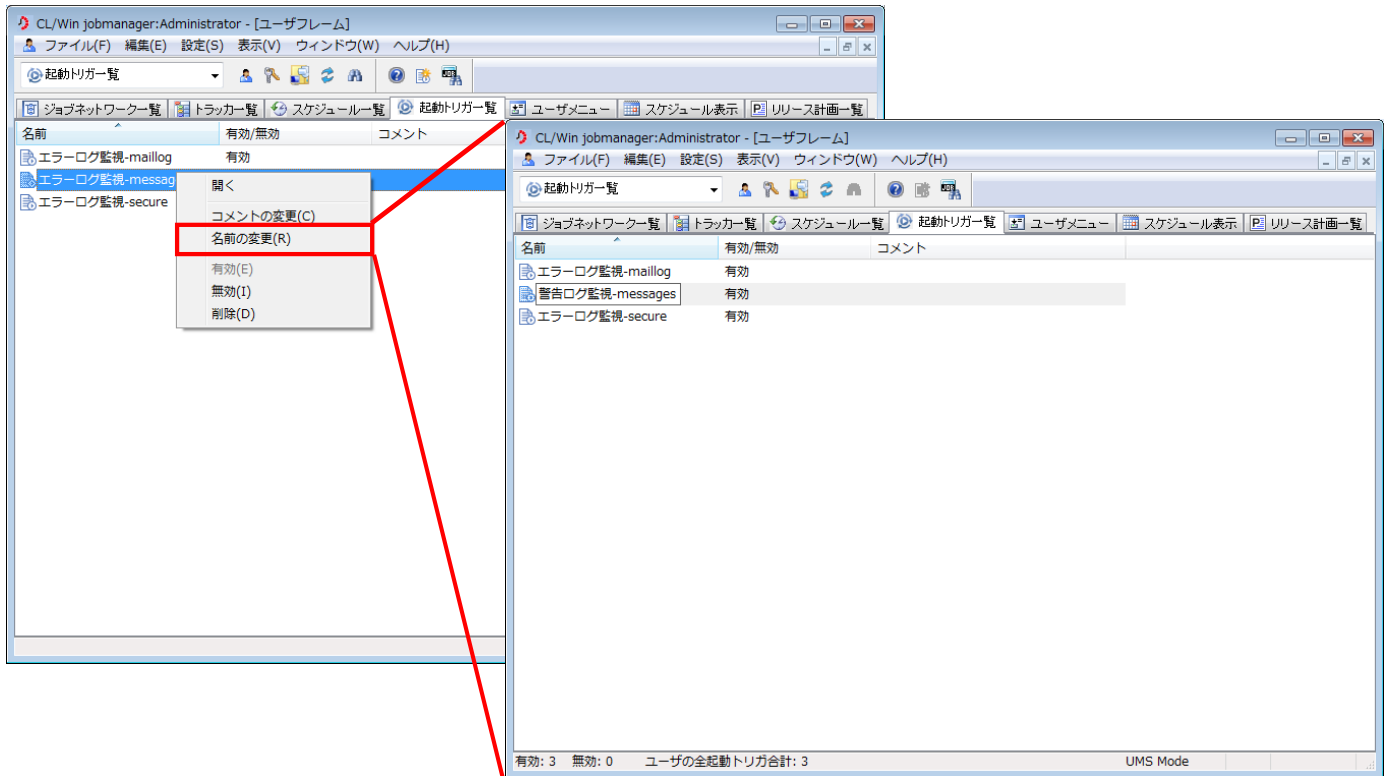 CL/Win jobmanager:Administrator - [ユーザフレーム]
ファイル(F) 編集(E) 設定(S) 表示(V) ウィンドウ(W) ヘルプ(H)
起動トリガ一覧
ジョブネットワーク一覧 トラッカ一覧 スケジュール一覧 起動トリガ一覧 ユーザメニュー スケジュール表示 リリース計画一覧
名前 有効/無効 コメント
エラーログ監視-maillog 有効
エラーログ監視-messag
エラーログ監視-secure
開く
コメントの変更(C)
名前の変更(R)
有効(E)
無効(I)
削除(D)
CL/Win jobmanager:Administrator - [ユーザフレーム]
ファイル(F) 編集(E) 設定(S) 表示(V) ウィンドウ(W) ヘルプ(H)
起動トリガ一覧
ジョブネットワーク一覧 トラッカ一覧 スケジュール一覧 起動トリガ一覧 ユーザメニュー スケジュール表示 リリース計画一覧
名前 有効/無効 コメント
エラーログ監視-maillog 有効
警告ログ監視-messages 有効
エラーログ監視-secure 有効
有効: 3 無効: 0 ユーザの全起動トリガ合計: 3 UMS Mode